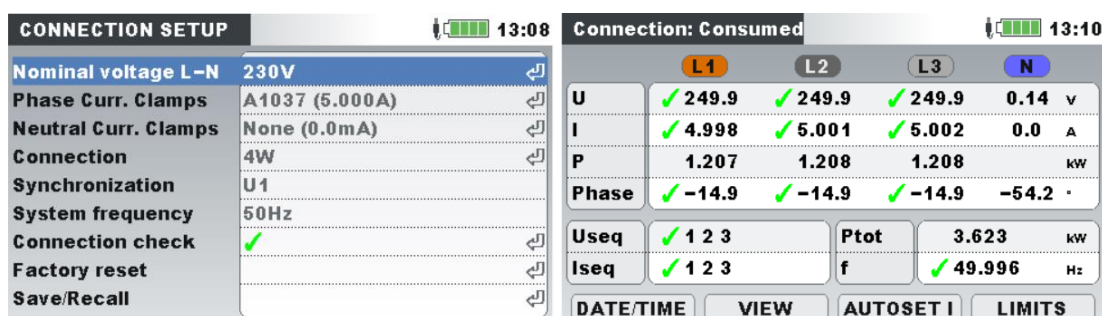 CONNECTION SETUP 13:08
Nominal voltage L-N 230V
Phase Curr. Clamps A1037 (5.000A)
Neutral Curr. Clamps None (0.0mA)
Connection 4W
Synchronization U1
System frequency 50Hz
Connection check ✓
Factory reset
Save/Recall
Connection: Consumed 13:10
L1 L2 L3 N
U ✓ 249.9 ✓ 249.9 ✓ 249.9 0.14 V
I ✓ 4.998 ✓ 5.001 ✓ 5.002 0.0 A
P 1.207 1.208 1.208 kW
Phase ✓ -14.9 ✓ -14.9 ✓ -14.9 -54.2 °
Useq ✓ 1 2 3 Ptot 3.623 kW
Iseq ✓ 1 2 3 f ✓ 49.996 Hz
DATE/TIME VIEW AUTOSET I LIMITS